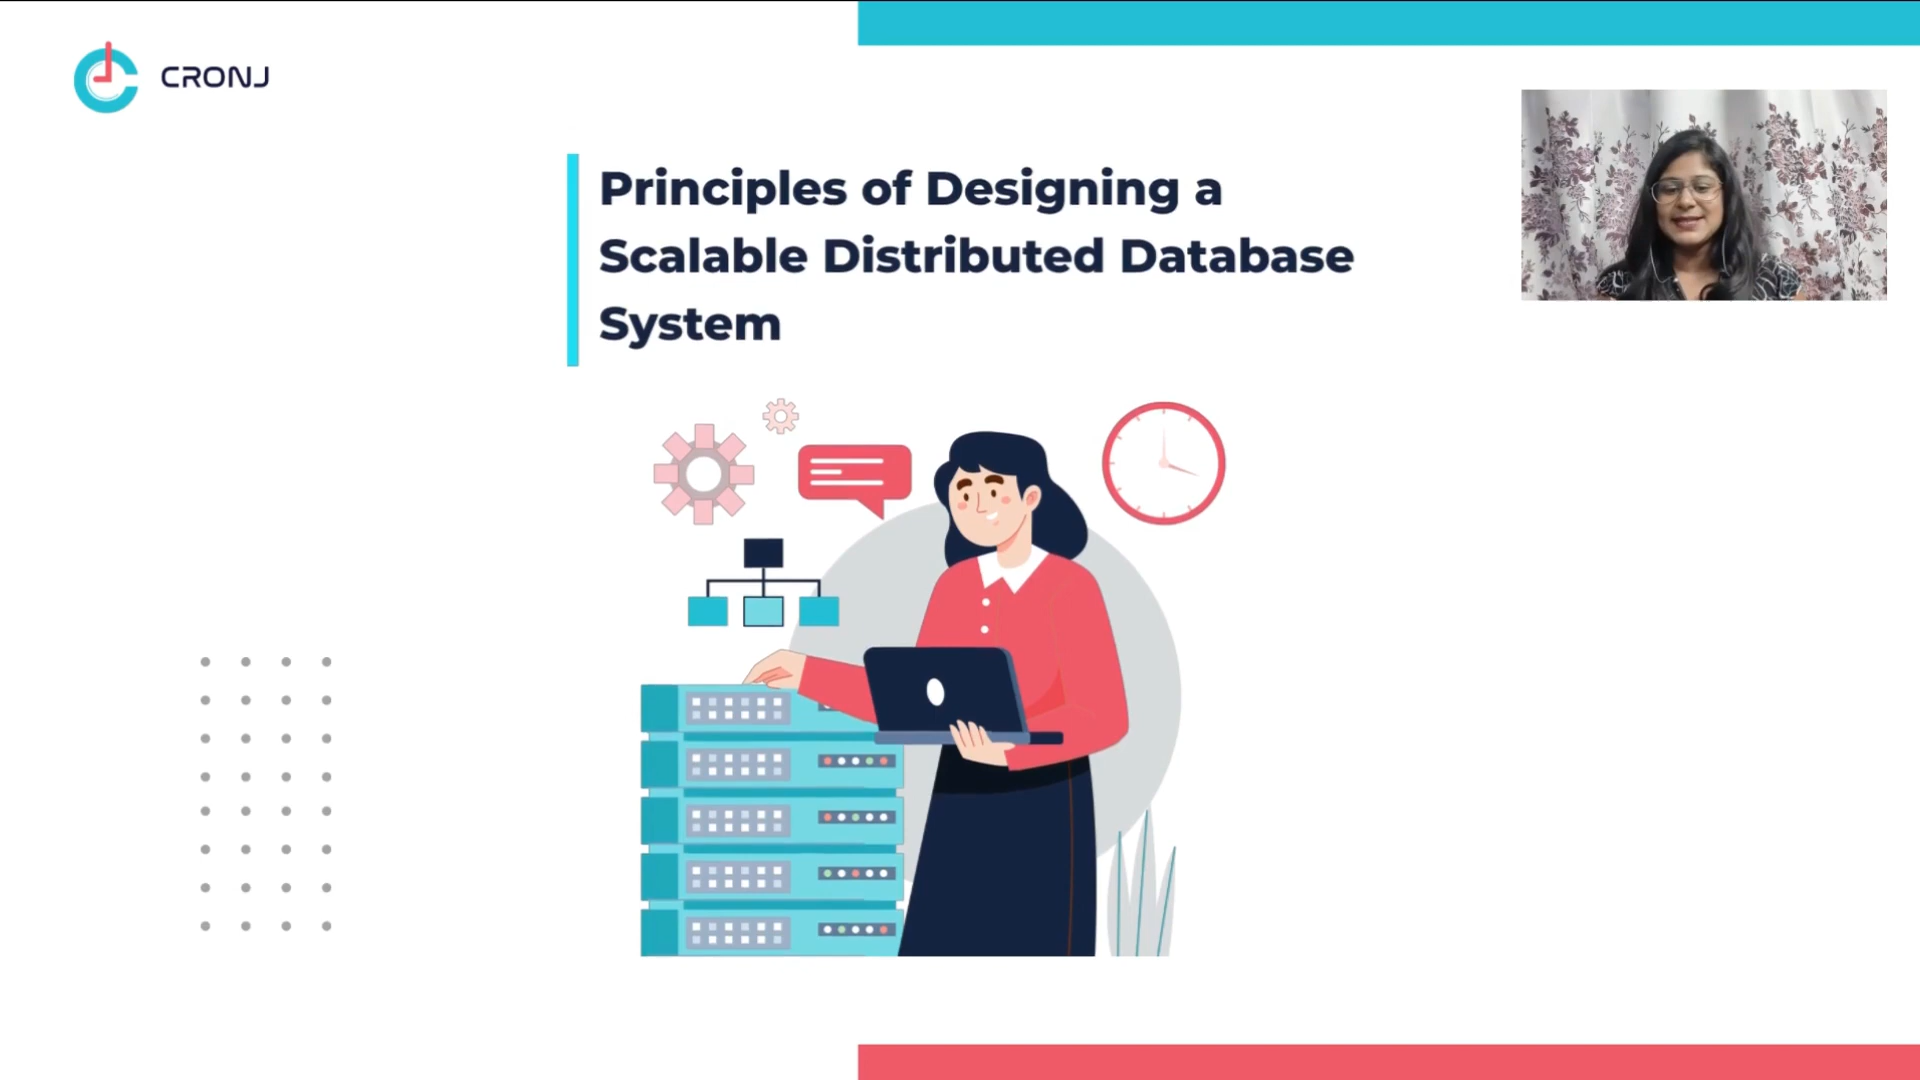 CRONJ
Principles of Designing a
Scalable Distributed Database
System